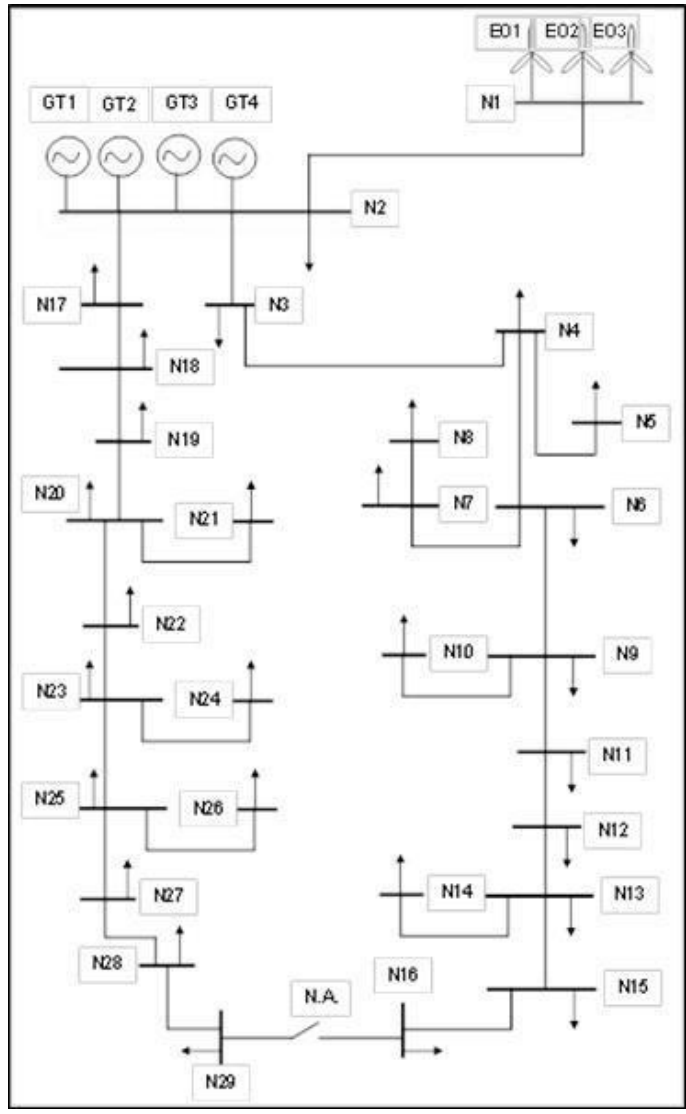 EO1 EO2 EO3
GT1 GT2 GT3 GT4
N1
N2
N17 N3
N4
N18
N5
N19 N8
N20
N21 N7 N6
N22
N10 N9
N23 N24
N11
N25 N26
N12
N27 N14 N13
N28 N.A. N16 N15
N29